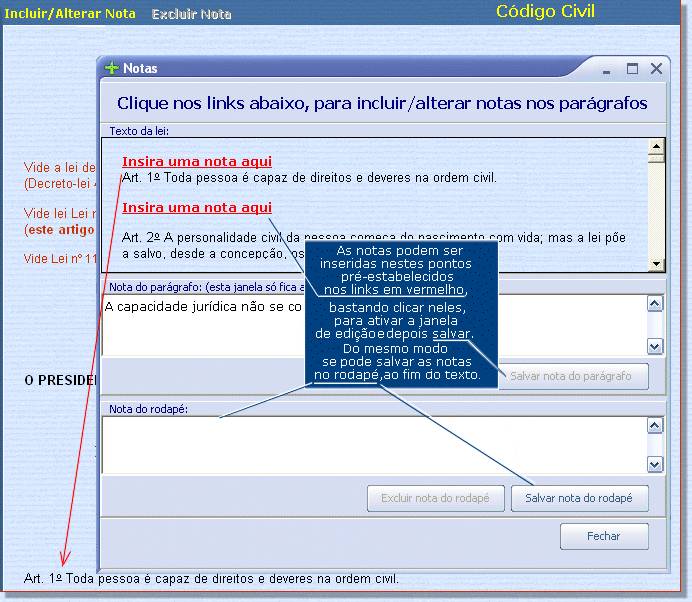 Incluir/Alterar Nota Excluir Nota Código Civil
Notas
Clique nos links abaixo, para incluir/alterar notas nos parágrafos
Texto da lei:
Insira uma nota aqui
Art. 1º Toda pessoa é capaz de direitos e deveres na ordem civil.
Insira uma nota aqui
Art. 2º A personalidade civil da pessoa começa do nascimento com vida; mas a lei põe
a salvo, desde a concepção, os
Vide a lei de
(Decreto-lei
Vide lei Lei
(este artigo
Vide Lei nº 11
O PRESIDE
As notas podem ser
inseridas nestes pontos
pré-estabelecidos
nos links em vermelho,
bastando clicar neles,
para ativar a janela
de edição e depois salvar.
Do mesmo modo
se pode salvar as notas
no rodapé, ao fim do texto.
Nota do parágrafo: (esta janela só fica a
A capacidade jurídica não se co
Salvar nota do parágrafo
Nota do rodapé:
Excluir nota do rodapé Salvar nota do rodapé
Fechar
Art. 1º Toda pessoa é capaz de direitos e deveres na ordem civil.